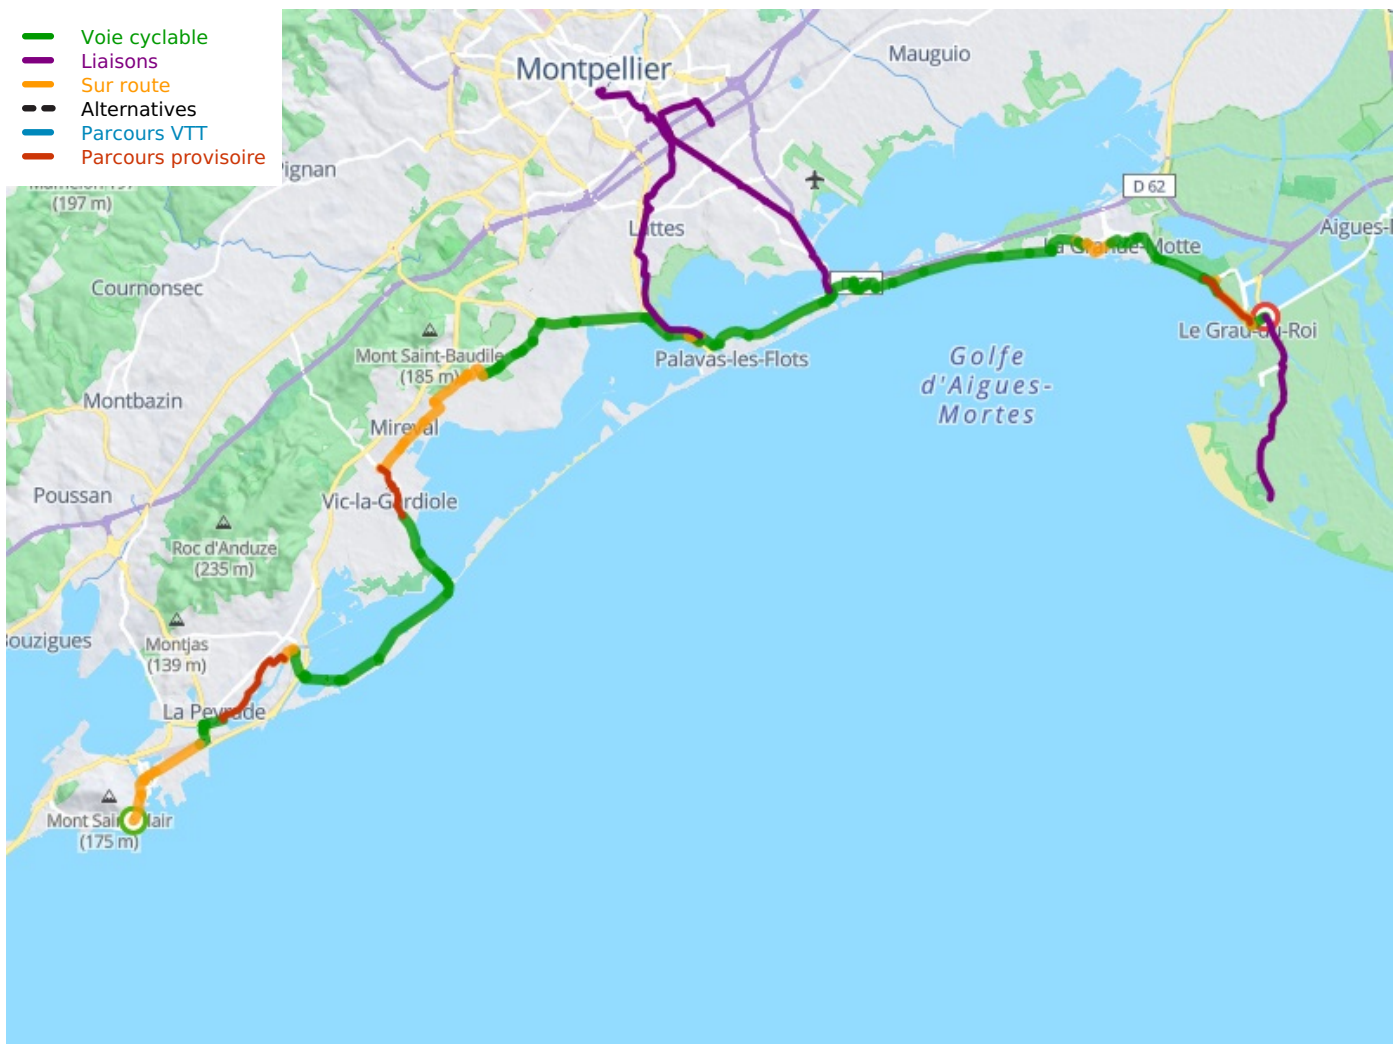 Voie cyclable
Liaisons
Sur route
Alternatives
Parcours VTT
Parcours provisoire
Montpellier
Mauguio
Pignan
(197 m)
D 62
Lattes
Aigues-
La Grande-Motte
Cournonsec
Le Grau-du-Roi
Mont Saint-Baudile
(185 m)
Palavas-les-Flots
Golfe
d'Aigues-
Mortes
Montbazin
Mireval
Poussan
Vic-la-Gardiole
Roc d'Anduze
(235 m)
Bouzigues
Montjas
(139 m)
La Peyrade
Mont Saint-Clair
(175 m)